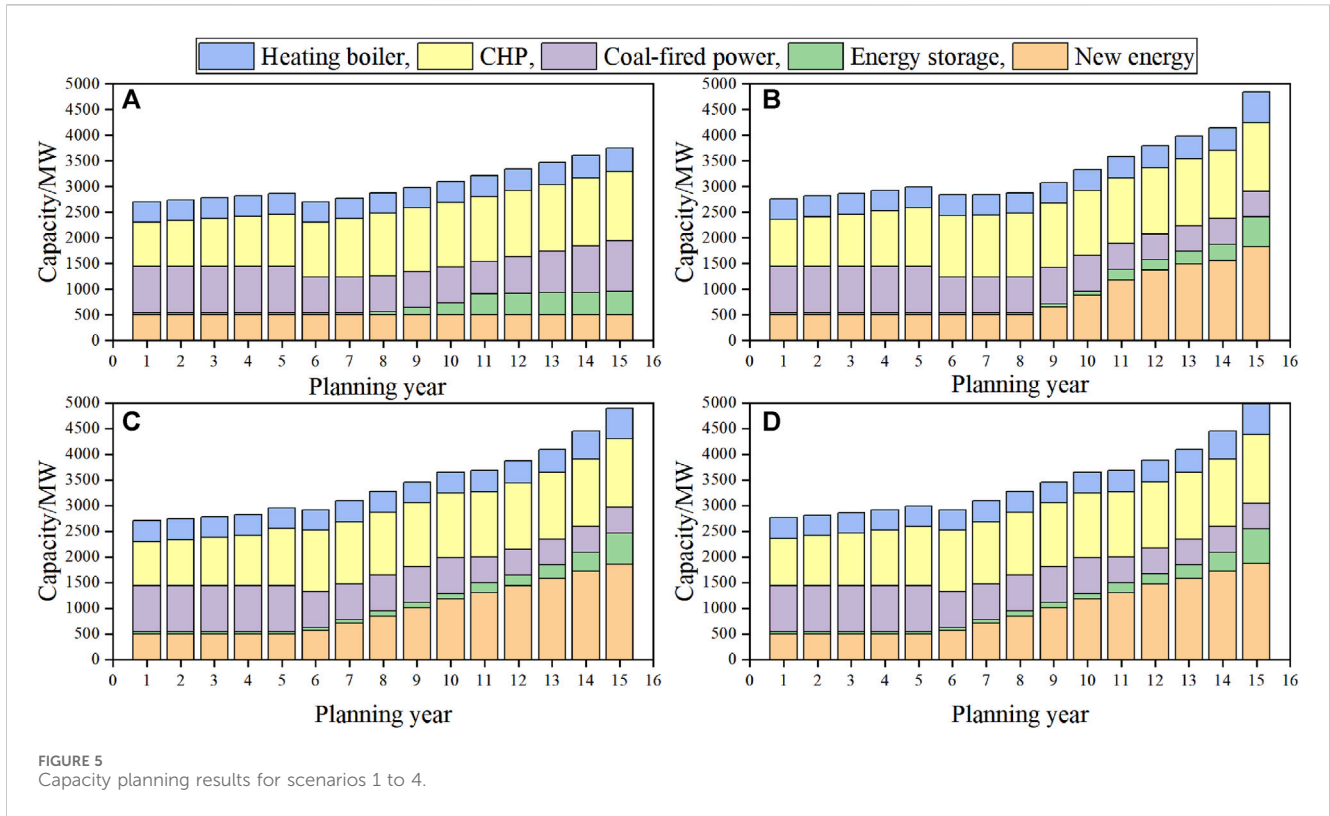 Heating boiler, CHP, Coal-fired power, Energy storage, New energy
A
5000
4500
4000
3500
3000
2500
2000
1500
1000
500
0
Capacity/MW
0 1 2 3 4 5 6 7 8 9 10 11 12 13 14 15 16
Planning year
B
5000
4500
4000
3500
3000
2500
2000
1500
1000
500
0
Capacity/MW
0 1 2 3 4 5 6 7 8 9 10 11 12 13 14 15 16
Planning year
C
5000
4500
4000
3500
3000
2500
2000
1500
1000
500
0
Capacity/MW
0 1 2 3 4 5 6 7 8 9 10 11 12 13 14 15 16
Planning year
D
5000
4500
4000
3500
3000
2500
2000
1500
1000
500
0
Capacity/MW
0 1 2 3 4 5 6 7 8 9 10 11 12 13 14 15 16
Planning year
FIGURE 5
Capacity planning results for scenarios 1 to 4.